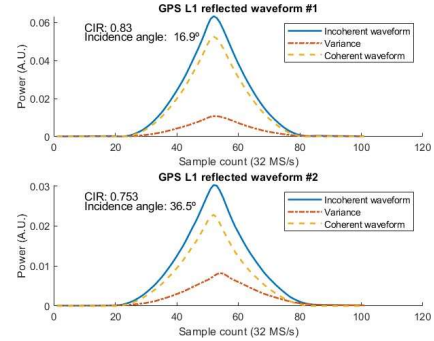 GPS L1 reflected waveform #1
CIR: 0.83
Incidence angle: 16.9º
Incoherent waveform
Variance
Coherent waveform
Power (A.U.)
0.06
0.04
0.02
0
0 20 40 60 80 100 120
Sample count (32 MS/s)
GPS L1 reflected waveform #2
CIR: 0.753
Incidence angle: 36.5º
Incoherent waveform
Variance
Coherent waveform
Power (A.U.)
0.03
0.02
0.01
0
0 20 40 60 80 100 120
Sample count (32 MS/s)